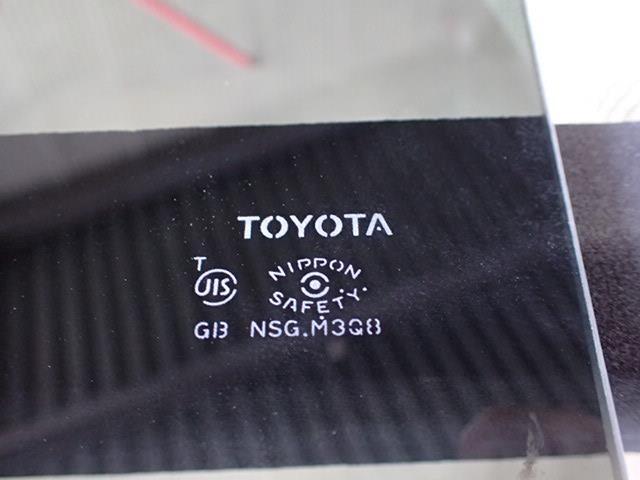 TOYOTA
T
JIS
NIPPON
SAFETY
GB NSG.M3Q8